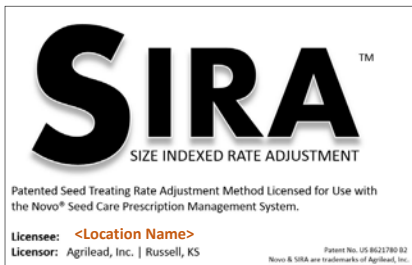 SIRA™
SIZE INDEXED RATE ADJUSTMENT
Patented Seed Treating Rate Adjustment Method Licensed for Use with
the Novo® Seed Care Prescription Management System.
Licensee: <Location Name>
Licensor: Agrilead, Inc. | Russell, KS
Patent No. US 8621780 B2
Novo & SIRA are trademarks of Agrilead, Inc.